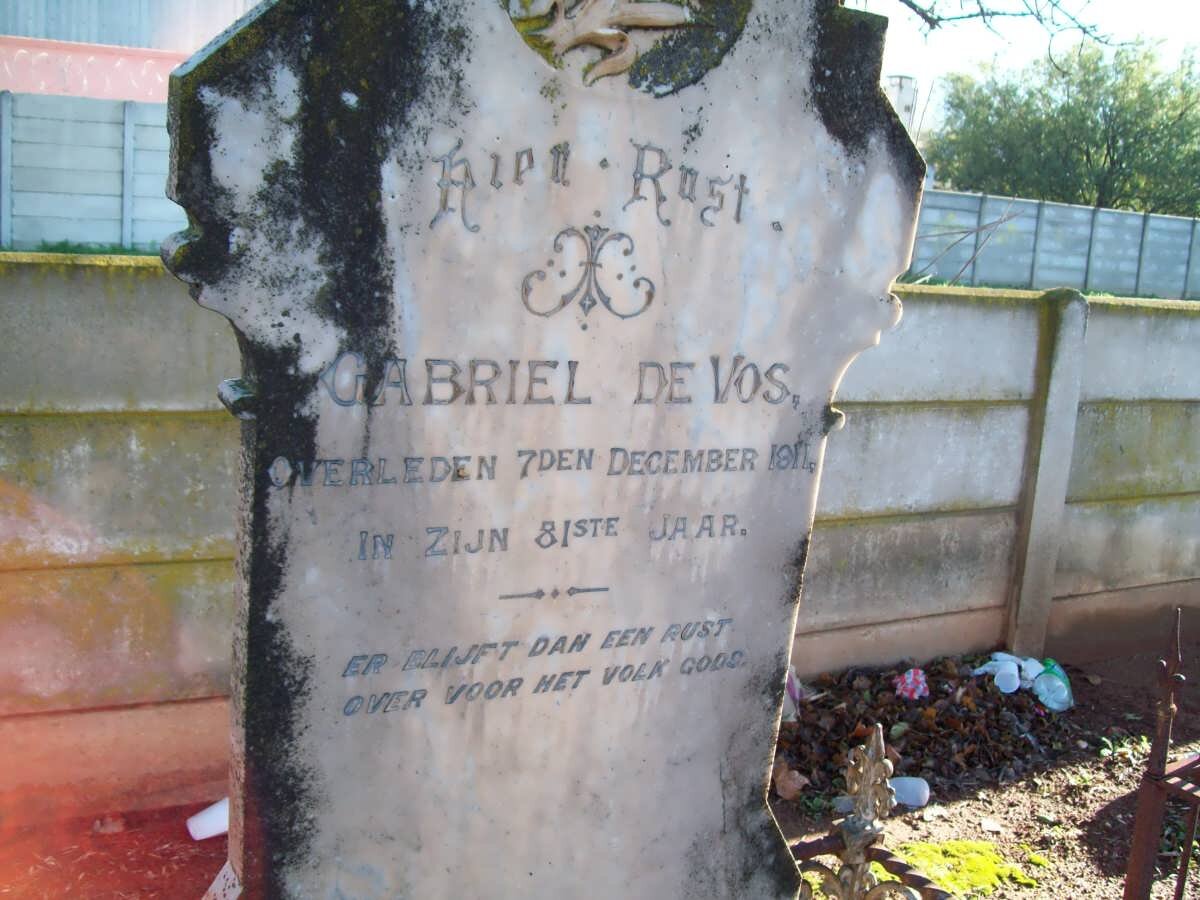 Hier Rust
GABRIEL DE VOS,
OVERLEDEN 7DEN DECEMBER 1911,
IN ZIJN 81STE JAAR.
ER BLIJFT DAN EEN RUST
OVER VOOR HET VOLK GODS.